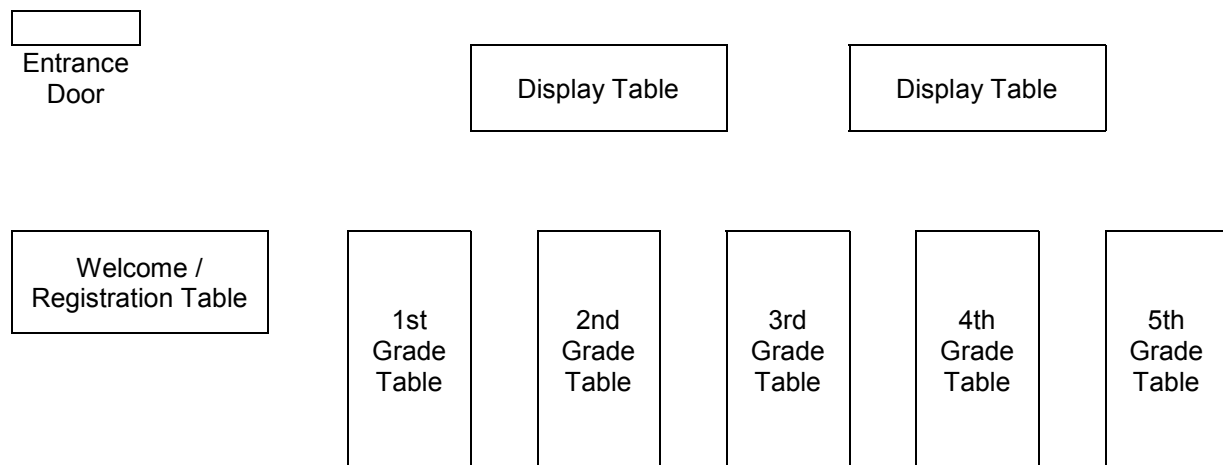 Entrance
Door
Display Table
Display Table
Welcome /
Registration Table
1st
Grade
Table
2nd
Grade
Table
3rd
Grade
Table
4th
Grade
Table
5th
Grade
Table